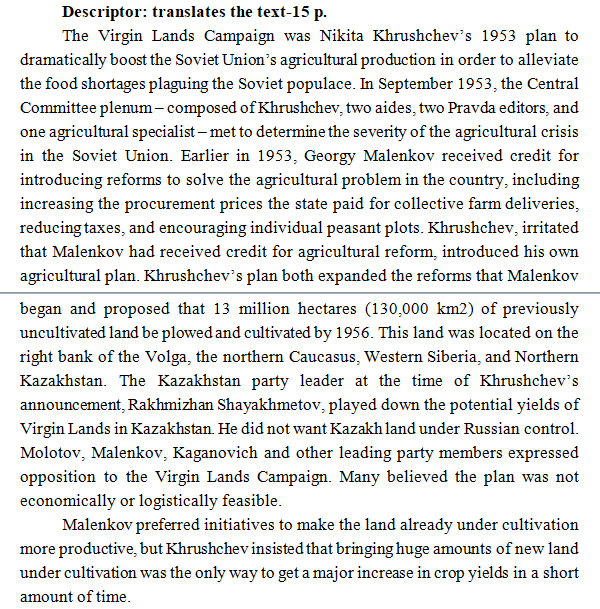 Descriptor: translates the text-15 p.
The Virgin Lands Campaign was Nikita Khrushchev's 1953 plan to
dramatically boost the Soviet Union's agricultural production in order to alleviate
the food shortages plaguing the Soviet populace. In September 1953, the Central
Committee plenum – composed of Khrushchev, two aides, two Pravda editors, and
one agricultural specialist – met to determine the severity of the agricultural crisis
in the Soviet Union. Earlier in 1953, Georgy Malenkov received credit for
introducing reforms to solve the agricultural problem in the country, including
increasing the procurement prices the state paid for collective farm deliveries,
reducing taxes, and encouraging individual peasant plots. Khrushchev, irritated
that Malenkov had received credit for agricultural reform, introduced his own
agricultural plan. Khrushchev's plan both expanded the reforms that Malenkov
began and proposed that 13 million hectares (130,000 km2) of previously
uncultivated land be plowed and cultivated by 1956. This land was located on the
right bank of the Volga, the northern Caucasus, Western Siberia, and Northern
Kazakhstan. The Kazakhstan party leader at the time of Khrushchev's
announcement, Rakhmizhan Shayakhmetov, played down the potential yields of
Virgin Lands in Kazakhstan. He did not want Kazakh land under Russian control.
Molotov, Malenkov, Kaganovich and other leading party members expressed
opposition to the Virgin Lands Campaign. Many believed the plan was not
economically or logistically feasible.
Malenkov preferred initiatives to make the land already under cultivation
more productive, but Khrushchev insisted that bringing huge amounts of new land
under cultivation was the only way to get a major increase in crop yields in a short
amount of time.